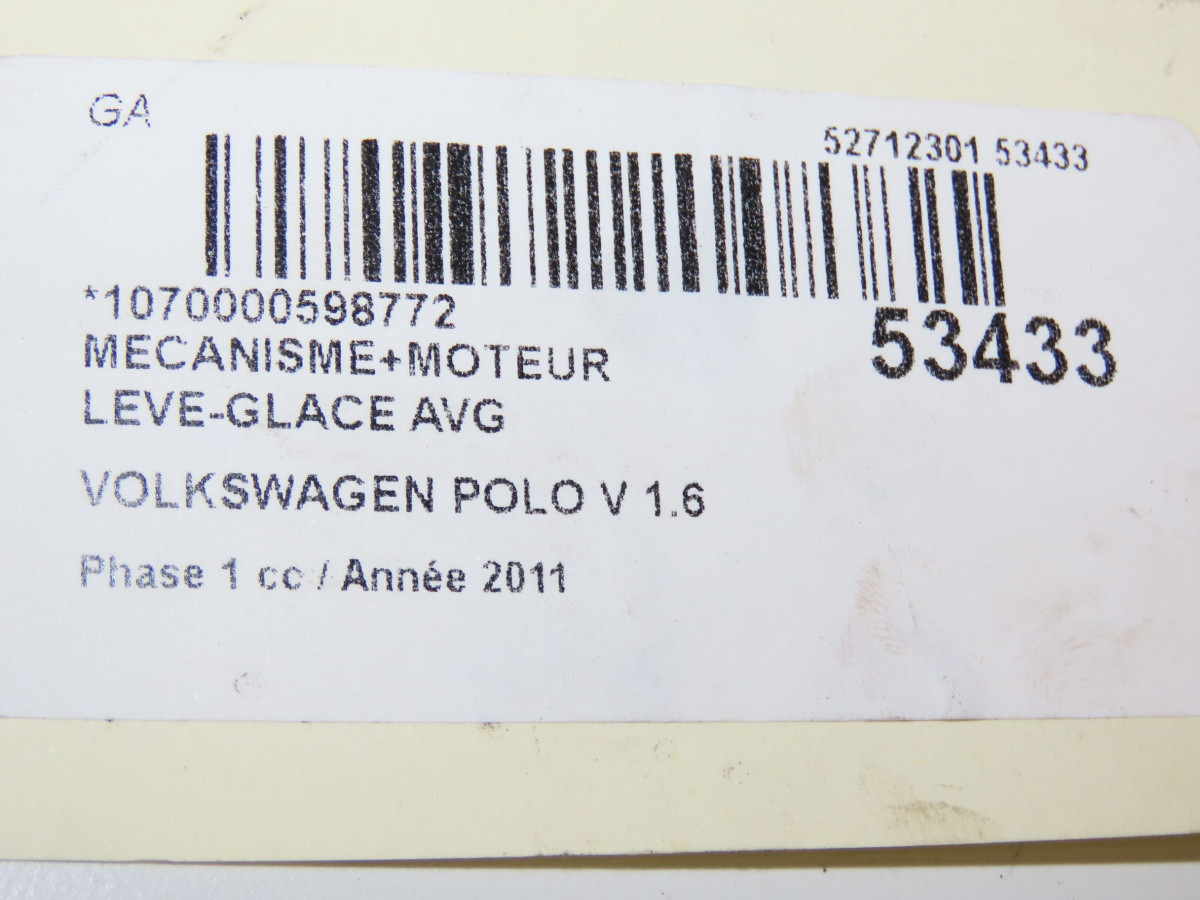 GA
52712301 53433
*1070000598772
53433
MECANISME+MOTEUR
LEVE-GLACE AVG
VOLKSWAGEN POLO V 1.6
Phase 1 cc / Année 2011